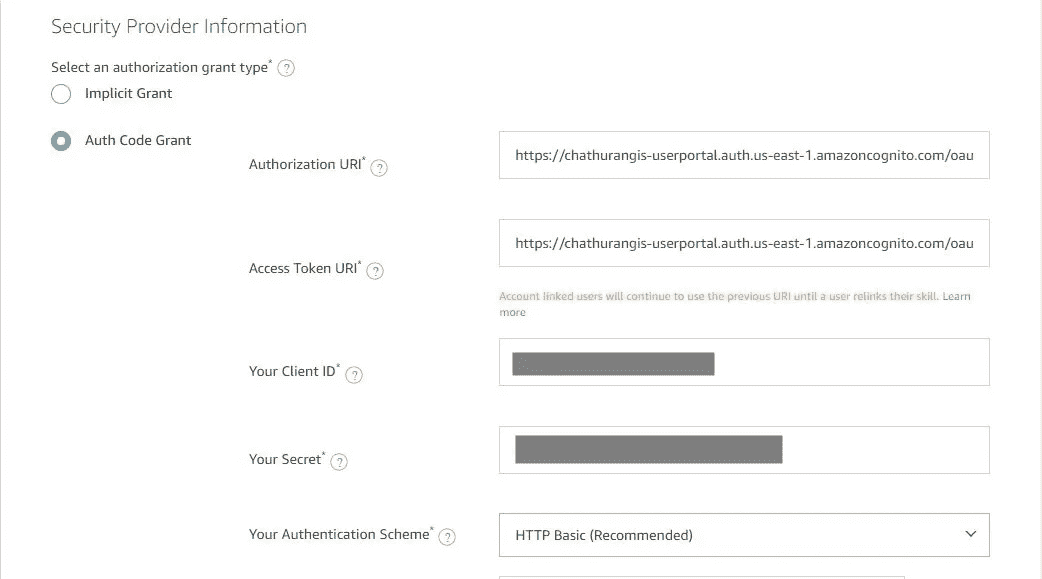 Security Provider Information
Select an authorization grant type* ?
Implicit Grant
Auth Code Grant
Authorization URI* ?
https://chathurangis-userportal.auth.us-east-1.amazoncognito.com/oau
Access Token URI* ?
https://chathurangis-userportal.auth.us-east-1.amazoncognito.com/oau
Account linked users will continue to use the previous URI until a user relinks their skill. Learn
more
Your Client ID* ?
Your Secret* ?
Your Authentication Scheme* ?
HTTP Basic (Recommended)